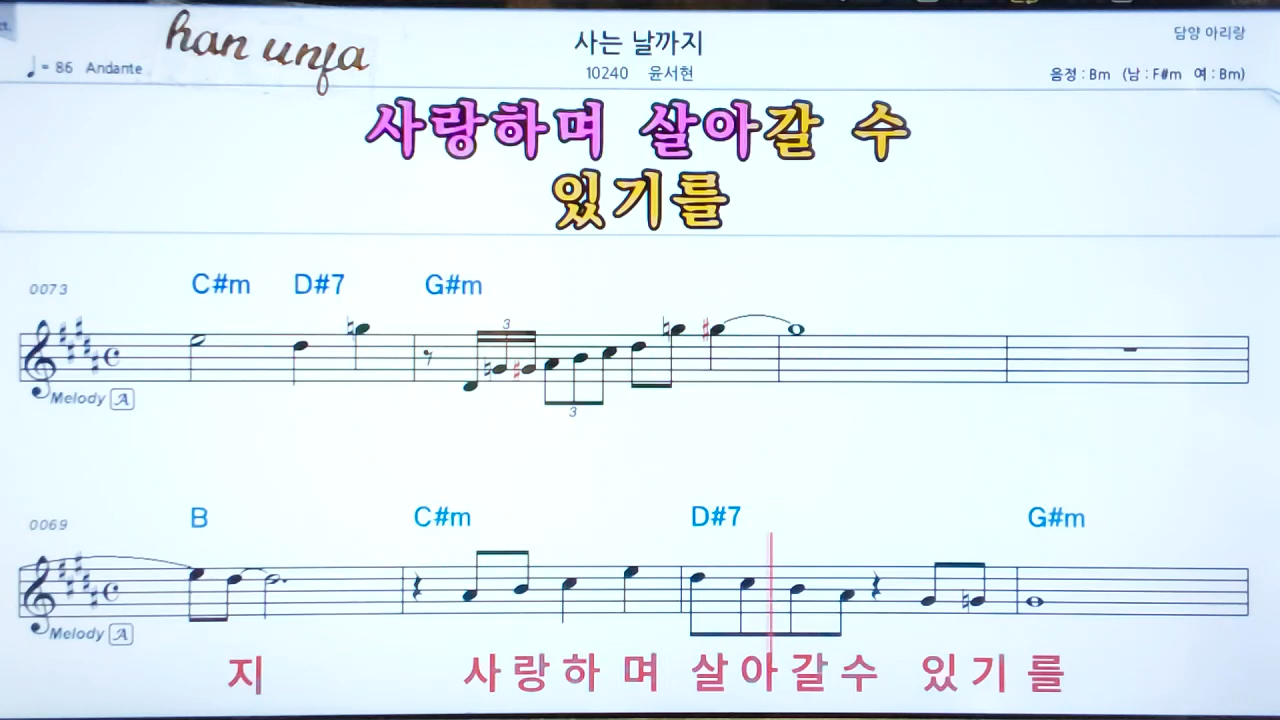 han unja
사는 날까지
담양 아리랑
♩= 86 Andante
10240 윤서현
음정 : Bm (남 : F#m 여 : Bm)
사랑하며 살아갈 수
있기를
0073 C#m D#7 G#m
3
3
Melody A
0069 B C#m D#7 G#m
Melody A
지 사랑하며 살아갈수 있기를